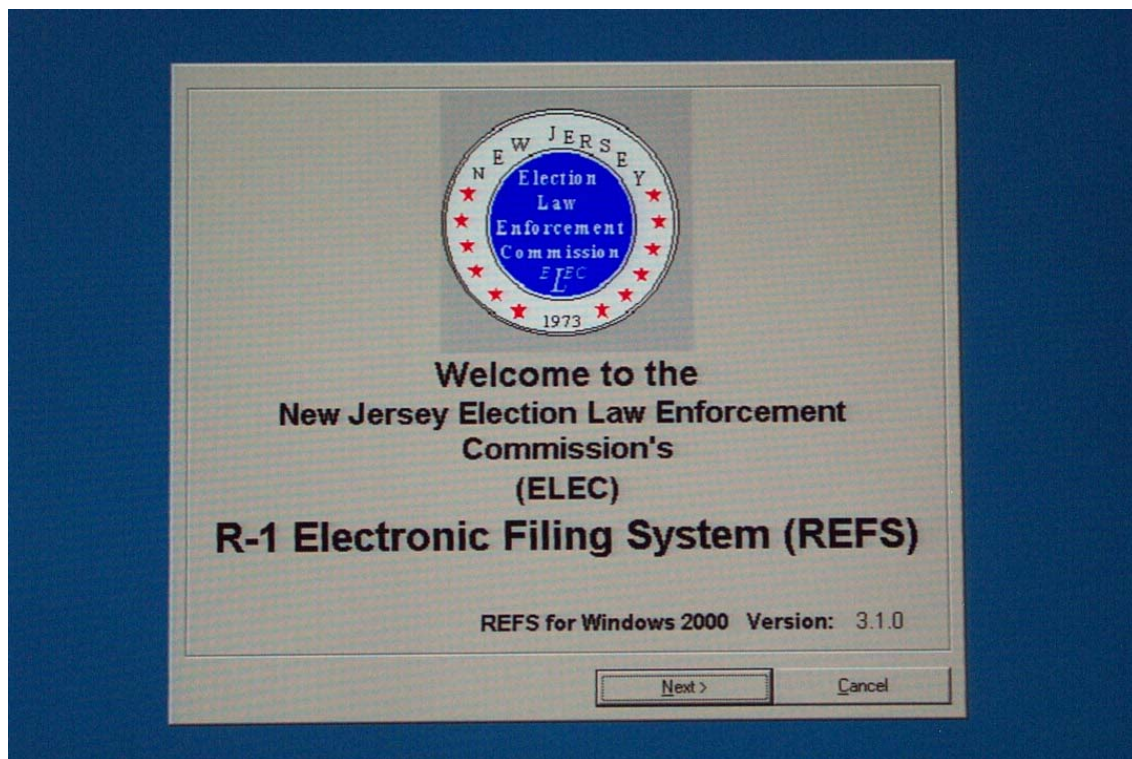 NEW JERSEY
Election
Law
Enforcement
Commission
ELEC
1973
Welcome to the
New Jersey Election Law Enforcement
Commission's
(ELEC)
R-1 Electronic Filing System (REFS)
REFS for Windows 2000 Version: 3.1.0
Next >
Cancel